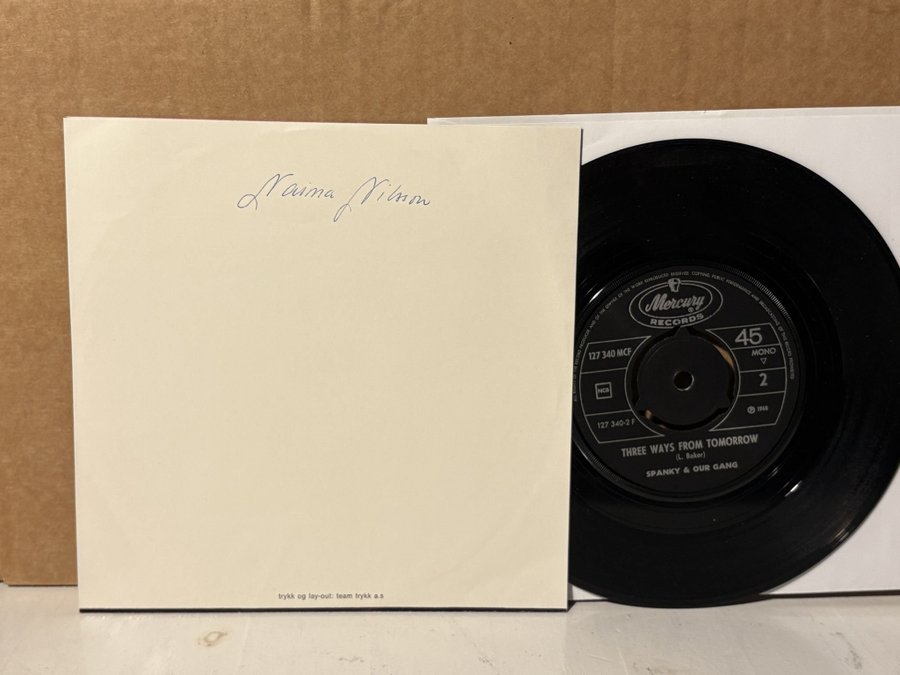 Naima Nilsson
trykk og lay-out: team trykk a.s
Mercury
RECORDS
127 340 MCF
45
MONO
2
NCB
℗ 1968
127 340-2 F
THREE WAYS FROM TOMORROW
(L. Baker)
SPANKY & OUR GANG